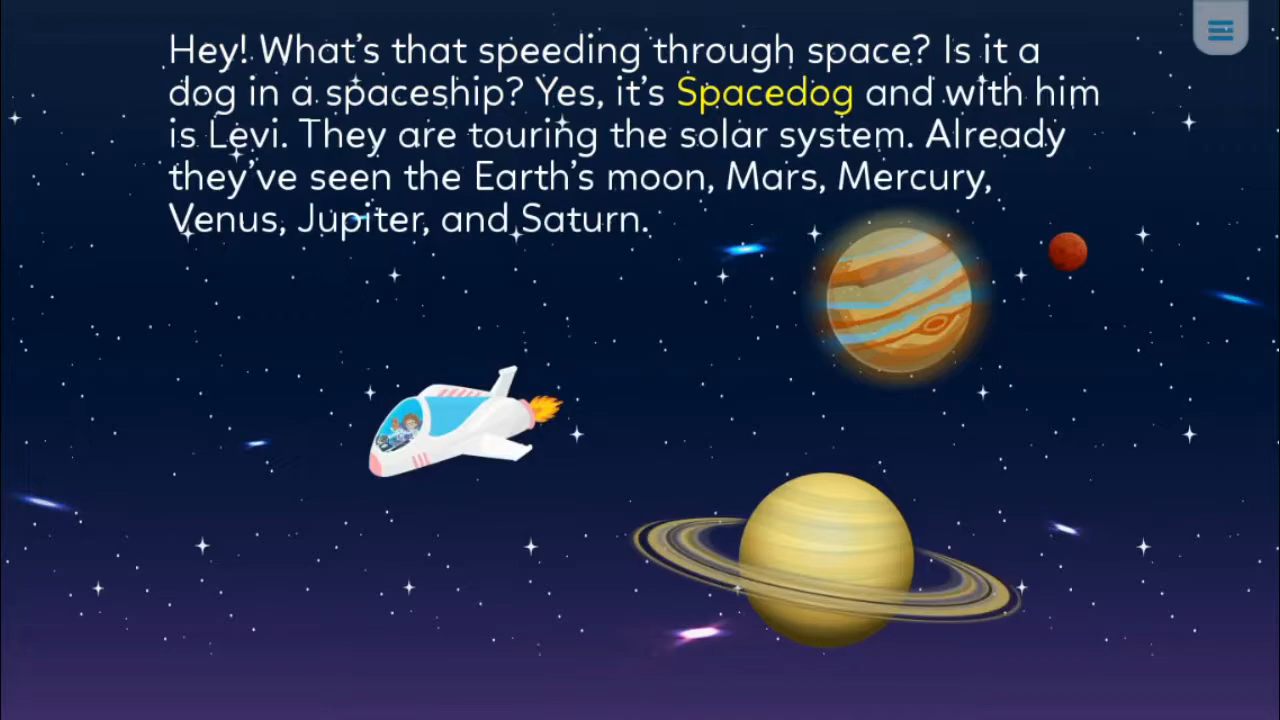 Hey! What's that speeding through space? Is it a
dog in a spaceship? Yes, it's Spacedog and with him
is Levi. They are touring the solar system. Already
they've seen the Earth's moon, Mars, Mercury,
Venus, Jupiter, and Saturn.